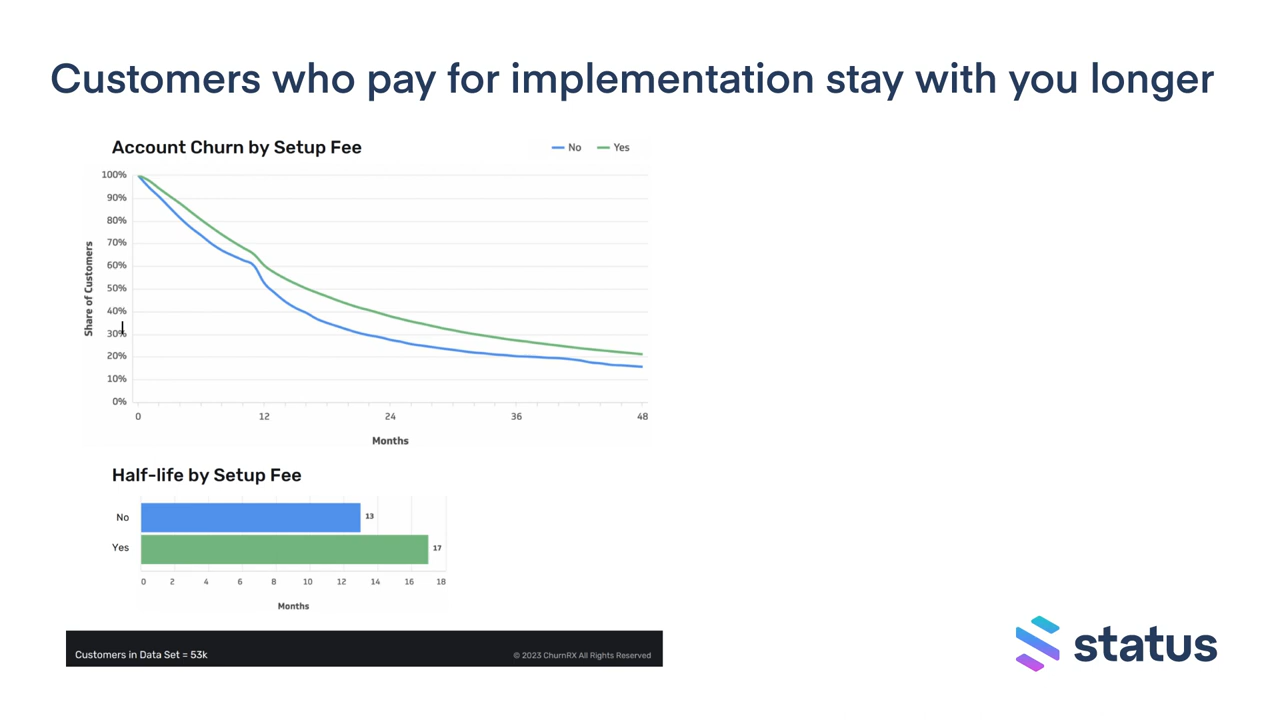 Customers who pay for implementation stay with you longer
Account Churn by Setup Fee
No Yes
100%
90%
80%
70%
60%
50%
40%
30%
20%
10%
0%
Share of Customers
0 12 24 36 48
Months
Half-life by Setup Fee
No 13
Yes 17
0 2 4 6 8 10 12 14 16 18
Months
Customers in Data Set = 53k
© 2023 ChurnRX All Rights Reserved
status